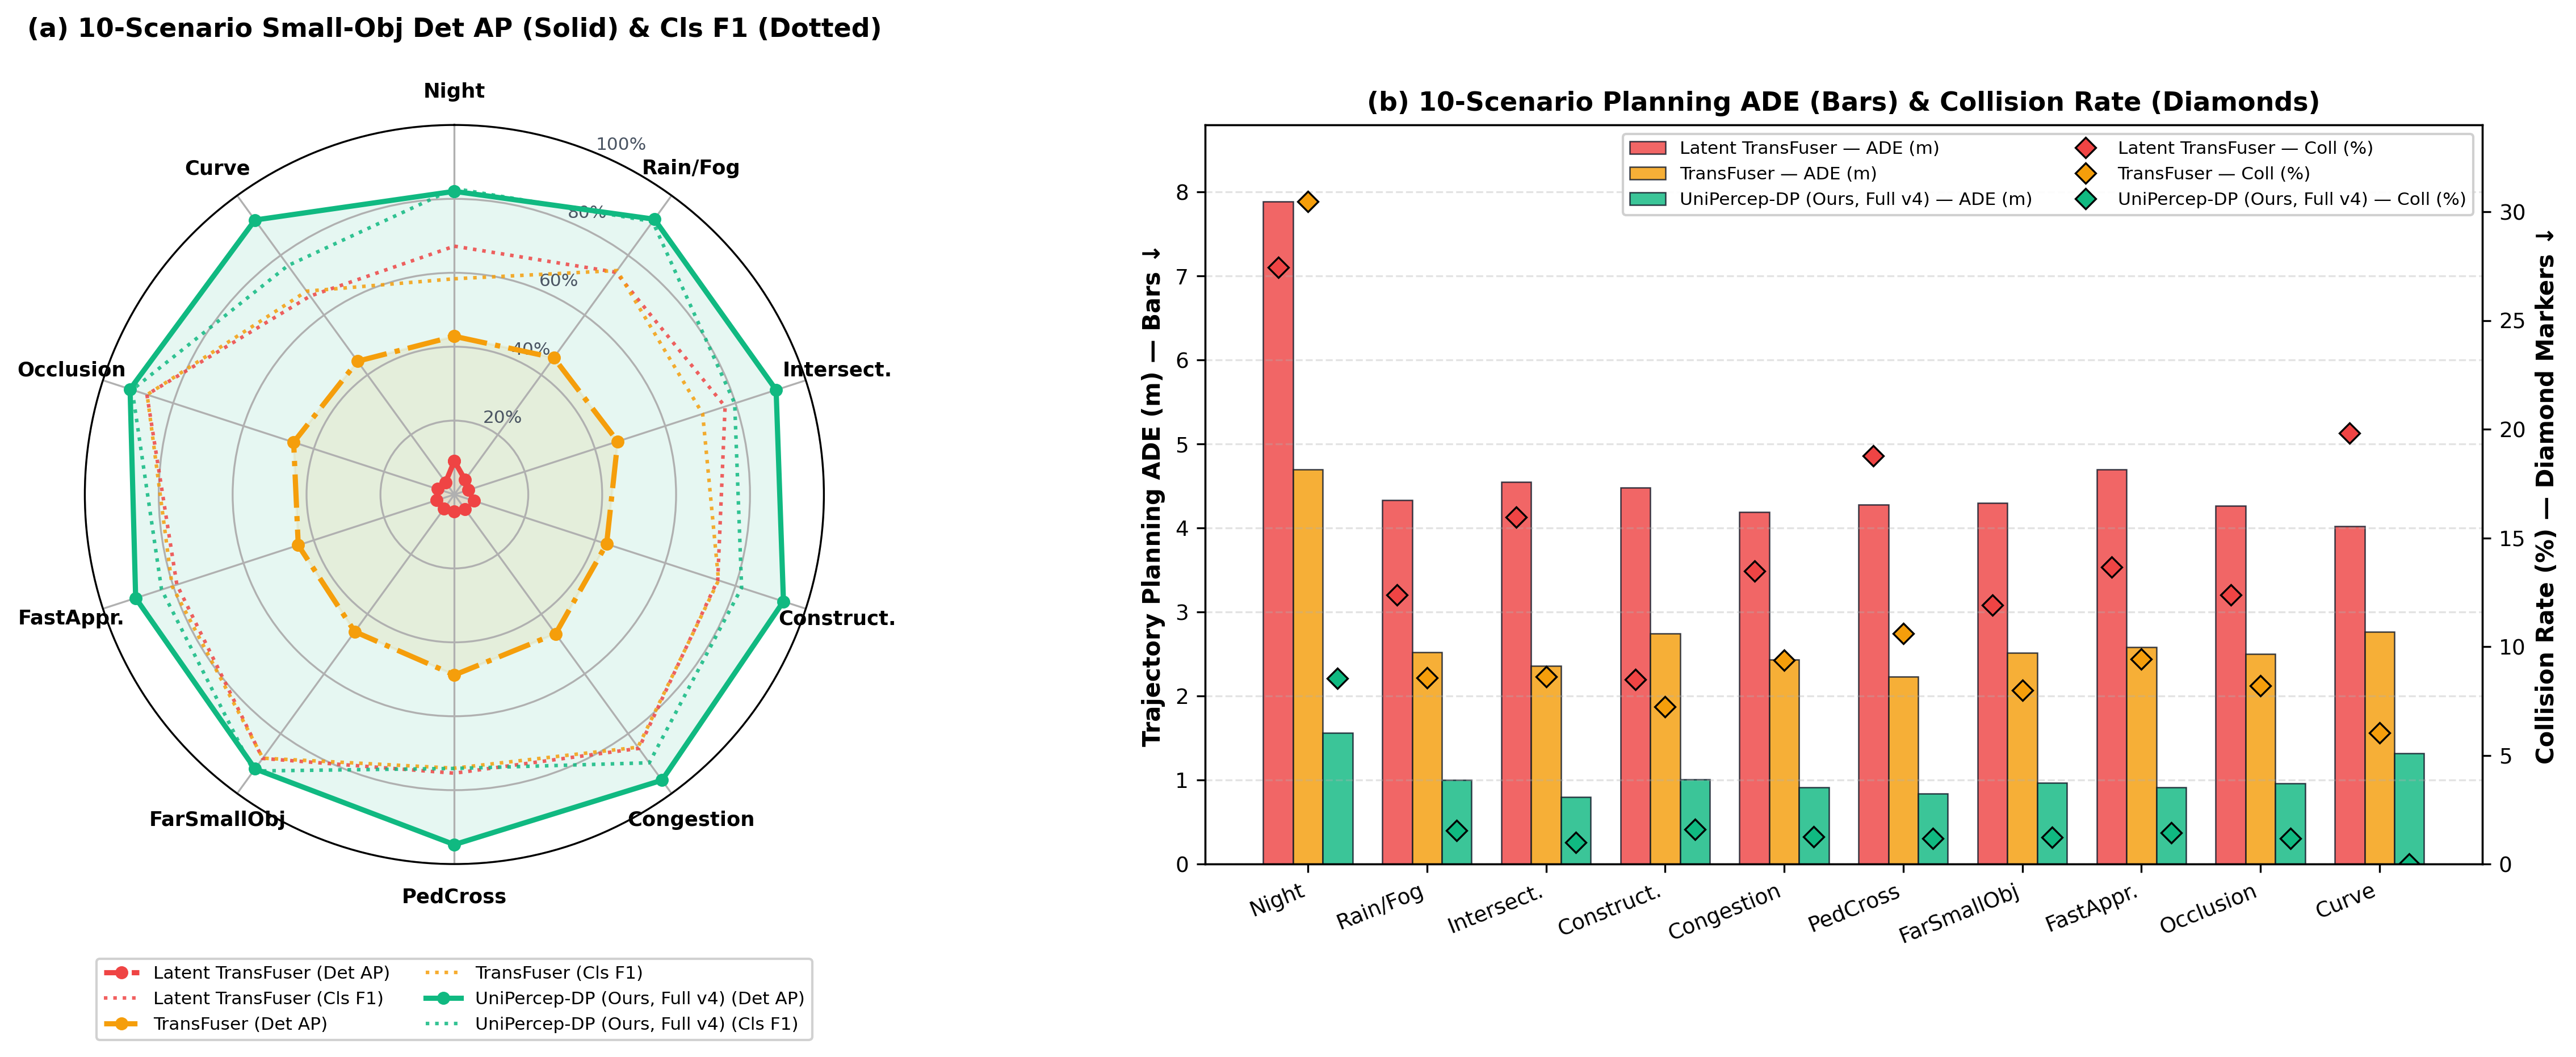 (a) 10-Scenario Small-Obj Det AP (Solid) & Cls F1 (Dotted)
Night
Rain/Fog
Intersect.
Construct.
Congestion
PedCross
FarSmallObj
FastAppr.
Occlusion
Curve
100%
80%
60%
40%
20%
Latent TransFuser (Det AP)
Latent TransFuser (Cls F1)
TransFuser (Det AP)
TransFuser (Cls F1)
UniPercep-DP (Ours, Full v4) (Det AP)
UniPercep-DP (Ours, Full v4) (Cls F1)
(b) 10-Scenario Planning ADE (Bars) & Collision Rate (Diamonds)
Latent TransFuser — ADE (m)
TransFuser — ADE (m)
UniPercep-DP (Ours, Full v4) — ADE (m)
Latent TransFuser — Coll (%)
TransFuser — Coll (%)
UniPercep-DP (Ours, Full v4) — Coll (%)
Trajectory Planning ADE (m) — Bars ↓
8
7
6
5
4
3
2
1
0
Night
Rain/Fog
Intersect.
Construct.
Congestion
PedCross
FarSmallObj
FastAppr.
Occlusion
Curve
30
25
20
15
10
5
0
Collision Rate (%) — Diamond Markers ↓